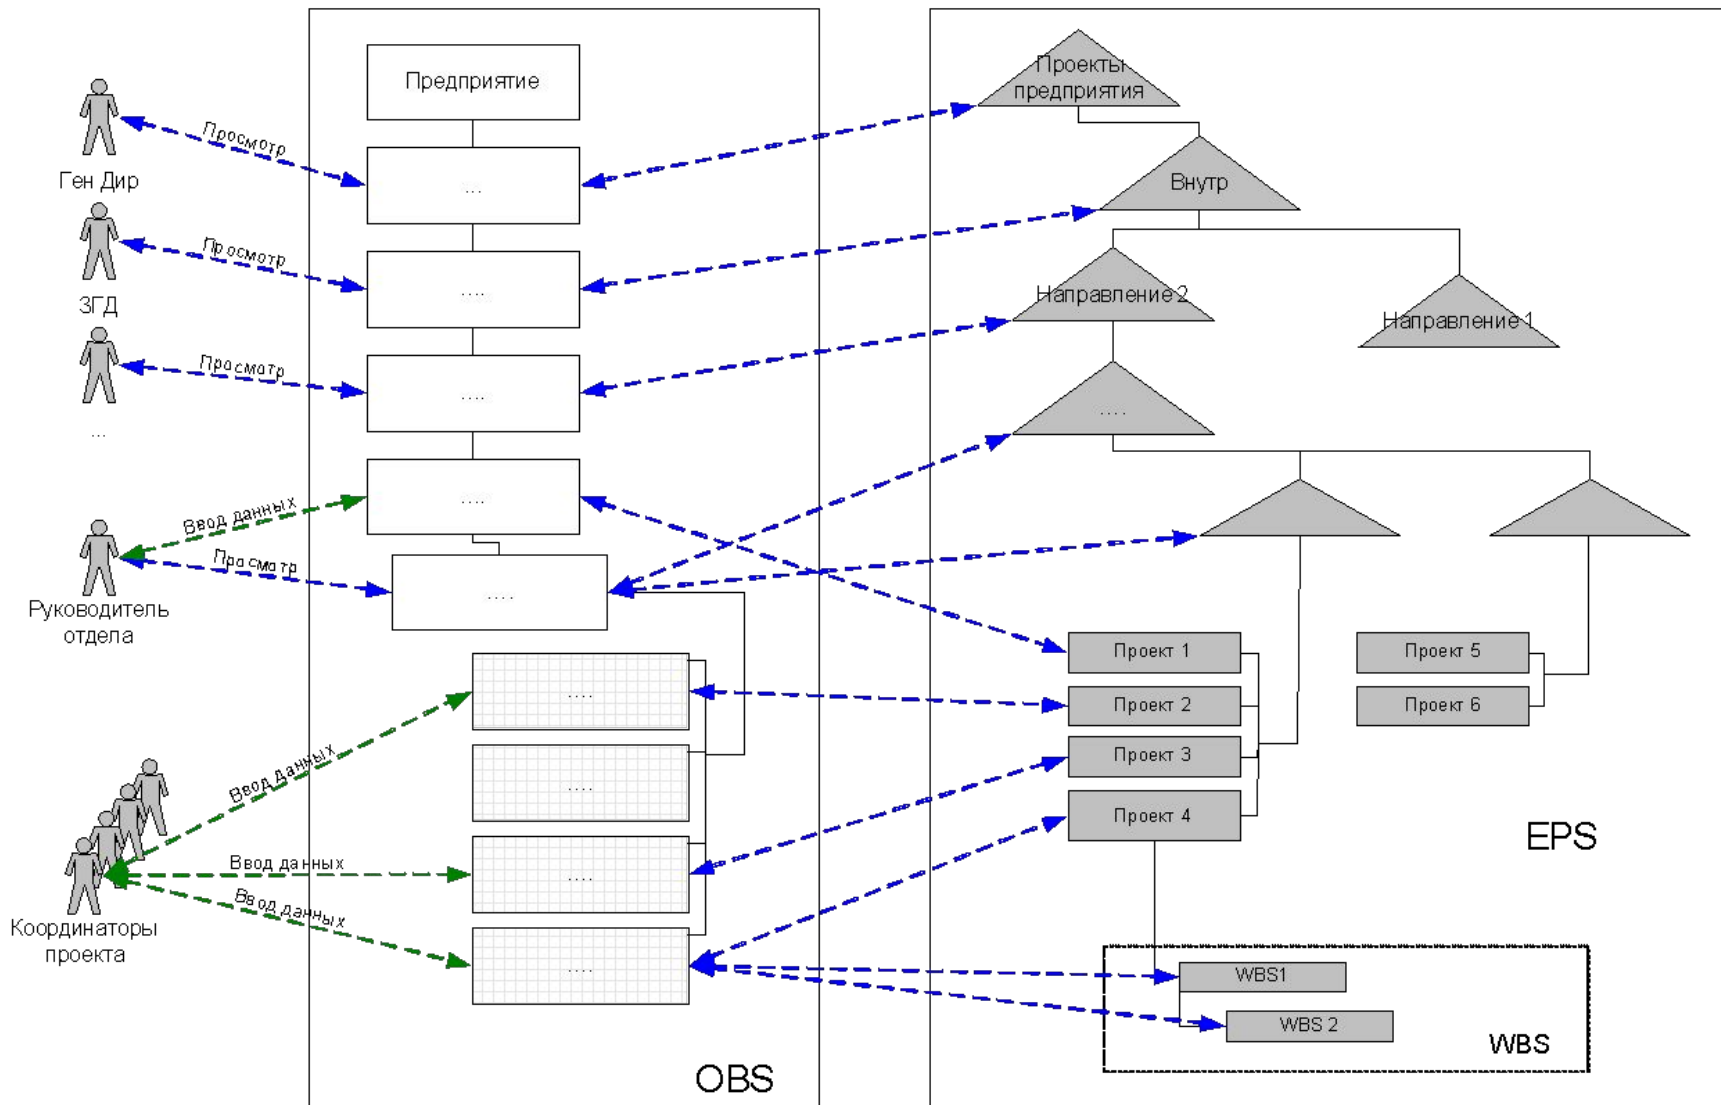 Предприятие
...
....
....
....
....
....
....
....
OBS
Ген Дир
ЗГД
...
Руководитель
отдела
Координаторы
проекта
Просмотр
Просмотр
Просмотр
Ввод данных
Просмотр
Ввод данных
Ввод данных
Ввод данных
Проекты
предприятия
Внутр
Направление 2
Направление 1
....
Проект 1
Проект 2
Проект 3
Проект 4
Проект 5
Проект 6
EPS
WBS1
WBS 2
WBS